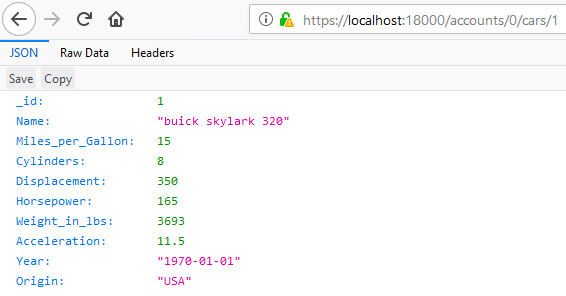 https://localhost:18000/accounts/0/cars/1
JSON Raw Data Headers
Save Copy
_id: 1
Name: "buick skylark 320"
Miles_per_Gallon: 15
Cylinders: 8
Displacement: 350
Horsepower: 165
Weight_in_lbs: 3693
Acceleration: 11.5
Year: "1970-01-01"
Origin: "USA"